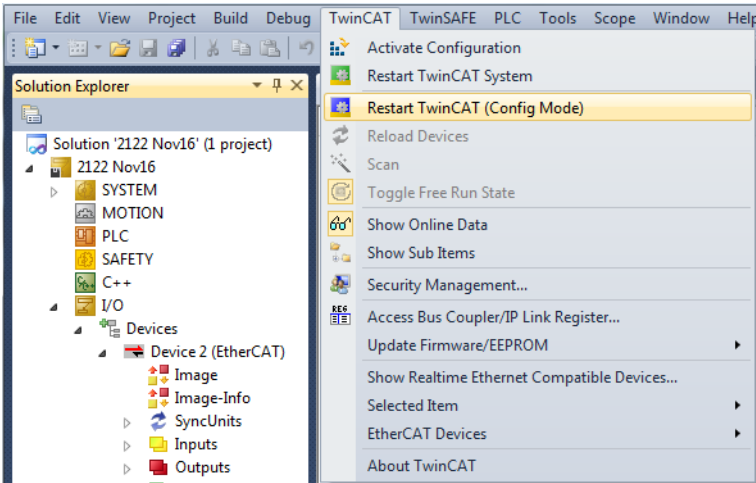 File Edit View Project Build Debug TwinCAT TwinSAFE PLC Tools Scope Window Help
Solution Explorer
Solution '2122 Nov16' (1 project)
2122 Nov16
SYSTEM
MOTION
PLC
SAFETY
C++
I/O
Devices
Device 2 (EtherCAT)
Image
Image-Info
SyncUnits
Inputs
Outputs
Activate Configuration
Restart TwinCAT System
Restart TwinCAT (Config Mode)
Reload Devices
Scan
Toggle Free Run State
Show Online Data
Show Sub Items
Security Management...
REG
Access Bus Coupler/IP Link Register...
Update Firmware/EEPROM
Show Realtime Ethernet Compatible Devices...
Selected Item
EtherCAT Devices
About TwinCAT